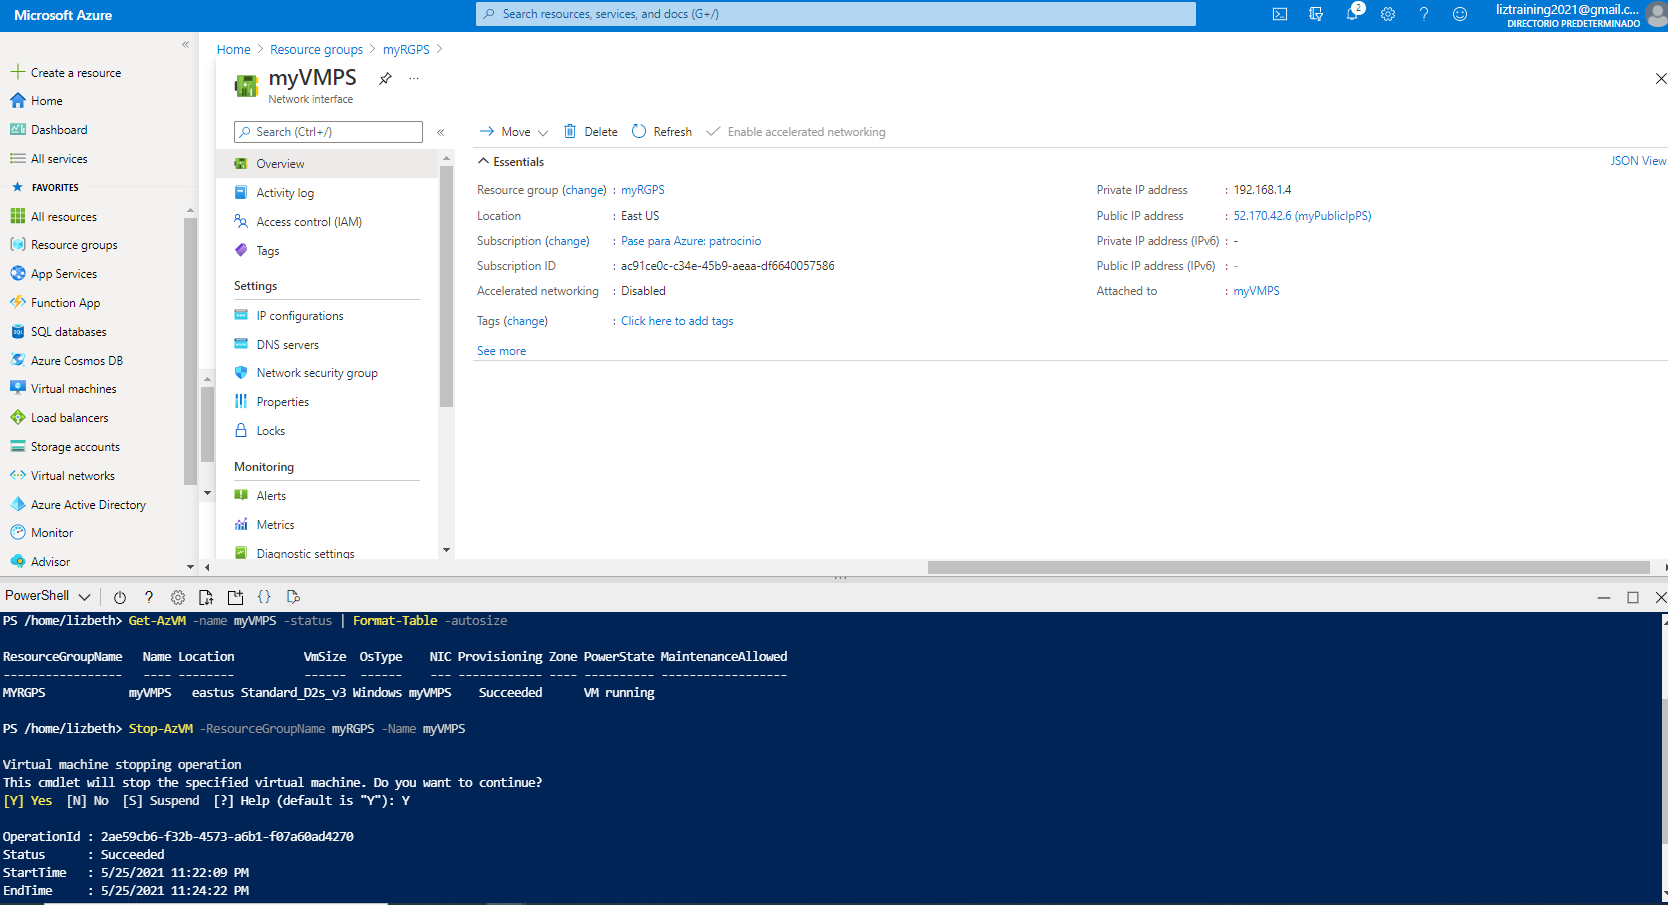 Microsoft Azure
Search resources, services, and docs (G+/)
2
liztraining2021@gmail.c...
DIRECTORIO PREDETERMINADO
Create a resource
Home
Dashboard
All services
FAVORITES
All resources
Resource groups
App Services
Function App
SQL databases
Azure Cosmos DB
Virtual machines
Load balancers
Storage accounts
Virtual networks
Azure Active Directory
Monitor
Advisor
Home > Resource groups > myRGPS >
myVMPS
Network interface
Search (Ctrl+/)
Overview
Activity log
Access control (IAM)
Tags
Settings
IP configurations
DNS servers
Network security group
Properties
Locks
Monitoring
Alerts
Metrics
Diagnostic settings
Move Delete Refresh Enable accelerated networking
Essentials
JSON View
Resource group (change) : myRGPS
Location : East US
Subscription (change) : Pase para Azure: patrocinio
Subscription ID : ac91ce0c-c34e-45b9-aeaa-df6640057586
Accelerated networking : Disabled
Tags (change) : Click here to add tags
See more
Private IP address : 192.168.1.4
Public IP address : 52.170.42.6 (myPublicIpPS)
Private IP address (IPv6) : -
Public IP address (IPv6) : -
Attached to : myVMPS
PowerShell
PS /home/lizbeth> Get-AzVM -name myVMPS -status | Format-Table -autosize
ResourceGroupName Name Location VmSize OsType NIC Provisioning Zone PowerState MaintenanceAllowed
----------------- ---- -------- ------ ------ --- ------------ ---- ---------- ------------------
MYRGPS myVMPS eastus Standard_D2s_v3 Windows myVMPS Succeeded VM running
PS /home/lizbeth> Stop-AzVM -ResourceGroupName myRGPS -Name myVMPS
Virtual machine stopping operation
This cmdlet will stop the specified virtual machine. Do you want to continue?
[Y] Yes [N] No [S] Suspend [?] Help (default is "Y"): Y
OperationId : 2ae59cb6-f32b-4573-a6b1-f07a60ad4270
Status : Succeeded
StartTime : 5/25/2021 11:22:09 PM
EndTime : 5/25/2021 11:24:22 PM